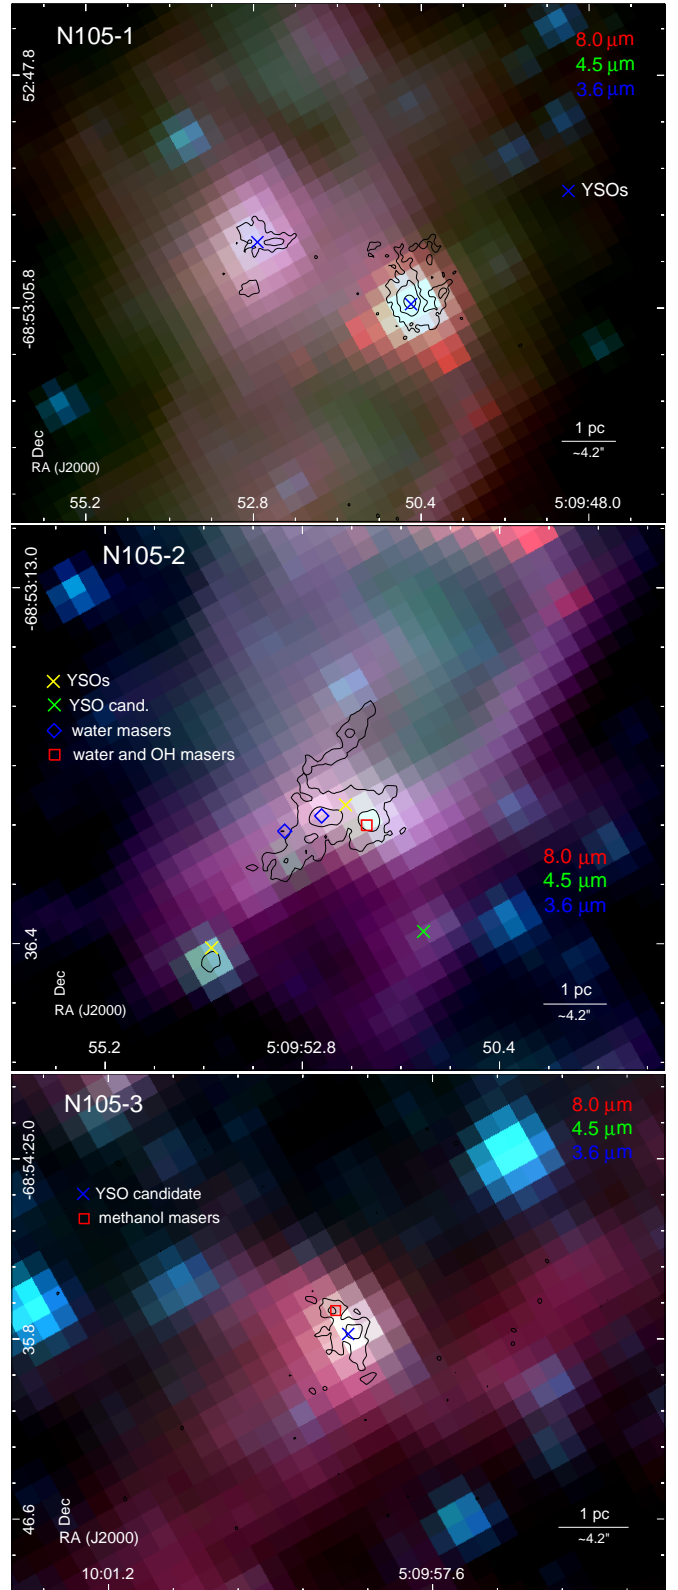 N105-1
8.0 μm
4.5 μm
3.6 μm
52:47.8
YSOs
-68:53:05.8
1 pc
~4.2"
Dec
RA (J2000)
55.2 52.8 50.4 5:09:48.0
N105-2
-68:53:13.0
YSOs
YSO cand.
water masers
water and OH masers
8.0 μm
4.5 μm
3.6 μm
36.4
1 pc
~4.2"
Dec
RA (J2000)
55.2 5:09:52.8 50.4
N105-3
8.0 μm
4.5 μm
3.6 μm
-68:54:25.0
YSO candidate
methanol masers
35.8
46.6
1 pc
~4.2"
Dec
RA (J2000)
10:01.2 5:09:57.6